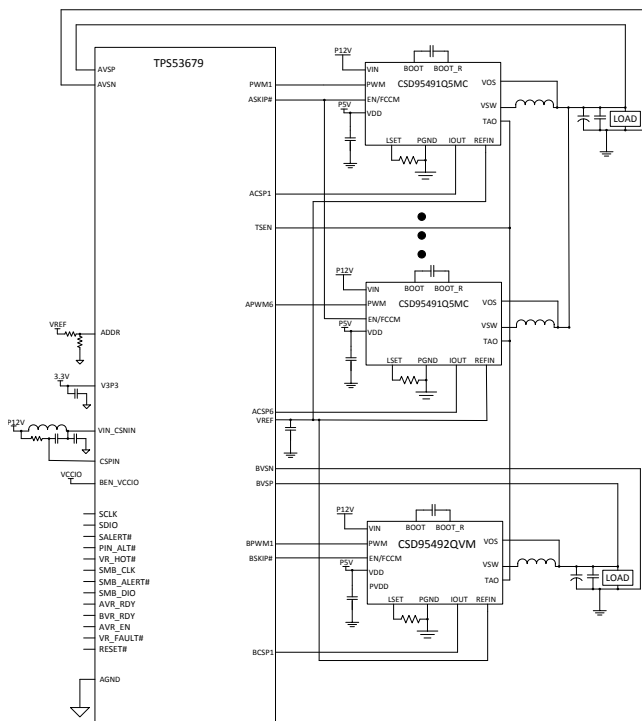 TPS53679
AVSP
AVSN
PWM1
ASKIP#
ACSP1
TSEN
APWM6
ADDR
VREF
V3P3
3.3V
ACSP6
VREF
P12V
VIN_CSNIN
CSPIN
VCCIO
BEN_VCCIO
BVSN
BVSP
SCLK
SDIO
SALERT#
PIN_ALT#
VR_HOT#
SMB_CLK
SMB_ALERT#
SMB_DIO
AVR_RDY
BVR_RDY
AVR_EN
VR_FAULT#
RESET#
BPWM1
BSKIP#
BCSP1
AGND
P12V
P5V
BOOT BOOT_R
VIN
CSD95491Q5MC
PWM
EN/FCCM
VDD
VOS
VSW
TAO
LSET PGND IOUT REFIN
LOAD
P12V
P5V
BOOT BOOT_R
VIN
CSD95491Q5MC
PWM
EN/FCCM
VDD
VOS
VSW
TAO
LSET PGND IOUT REFIN
P12V
P5V
BOOT BOOT_R
VIN
PWM
CSD95492QVM
EN/FCCM
VDD
PVDD
VOS
VSW
TAO
LSET PGND IOUT REFIN
LOAD